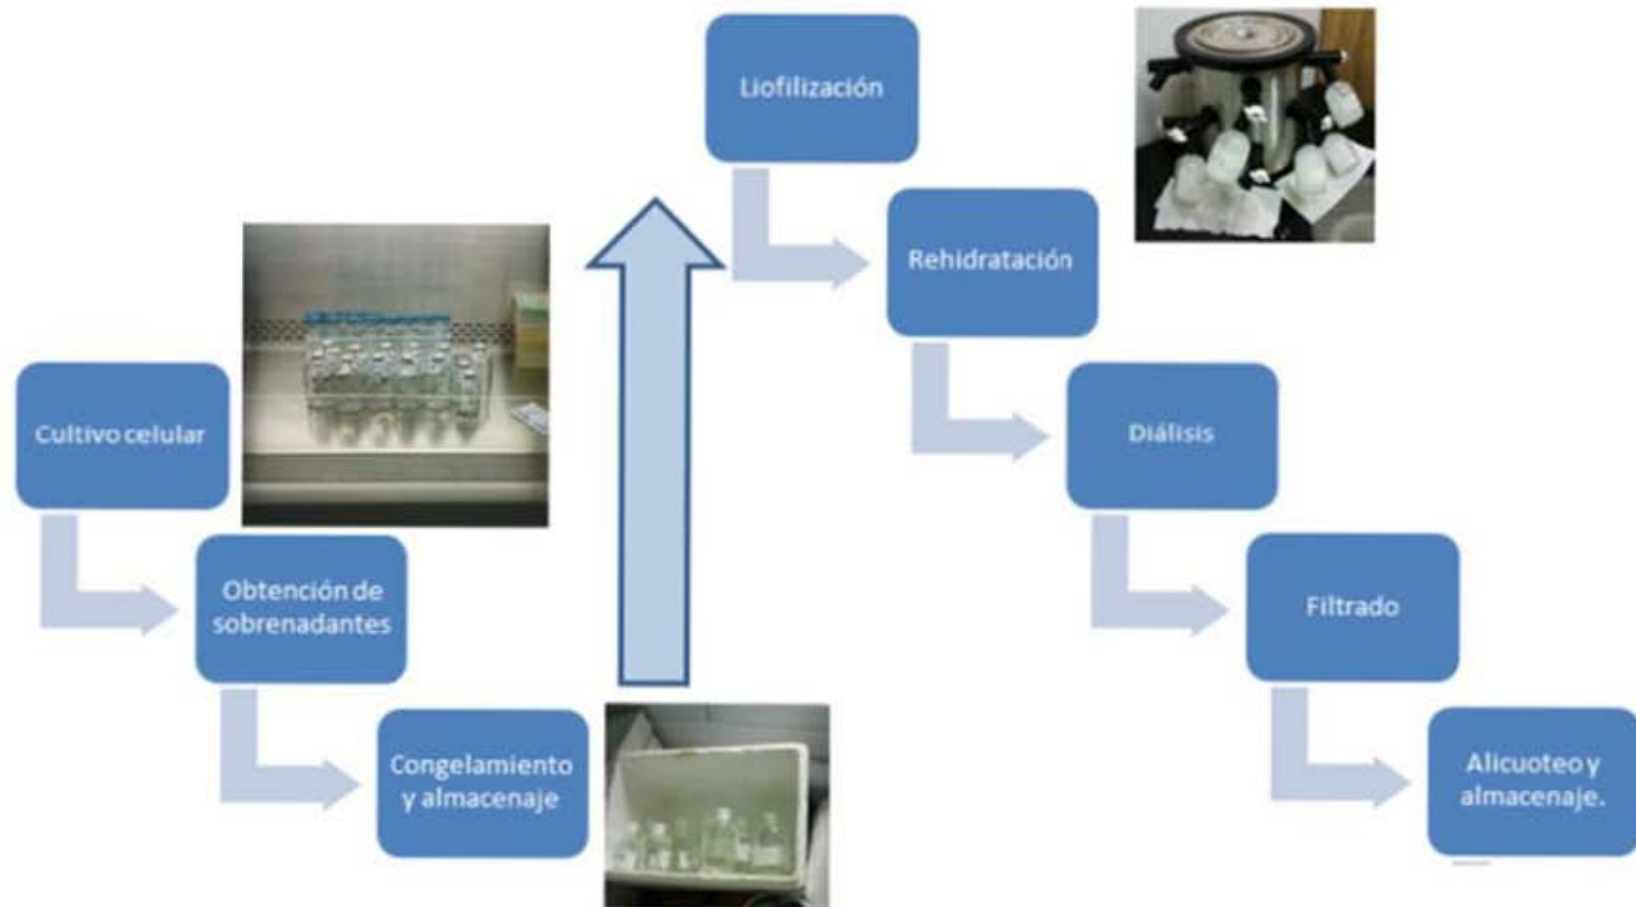 Cultivo celular
Obtención de
sobrenadantes
Congelamiento
y almacenaje
Liofilización
Rehidratación
Diálisis
Filtrado
Alicuoteo y
almacenaje.